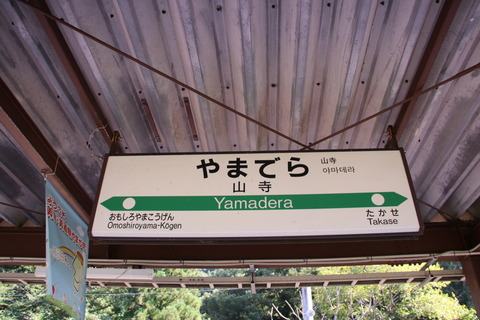 やまでら
山寺
山寺
야마데라
Yamadera
おもしろやまこうげん
Omoshiroyama-Kōgen
たかせ
Takase